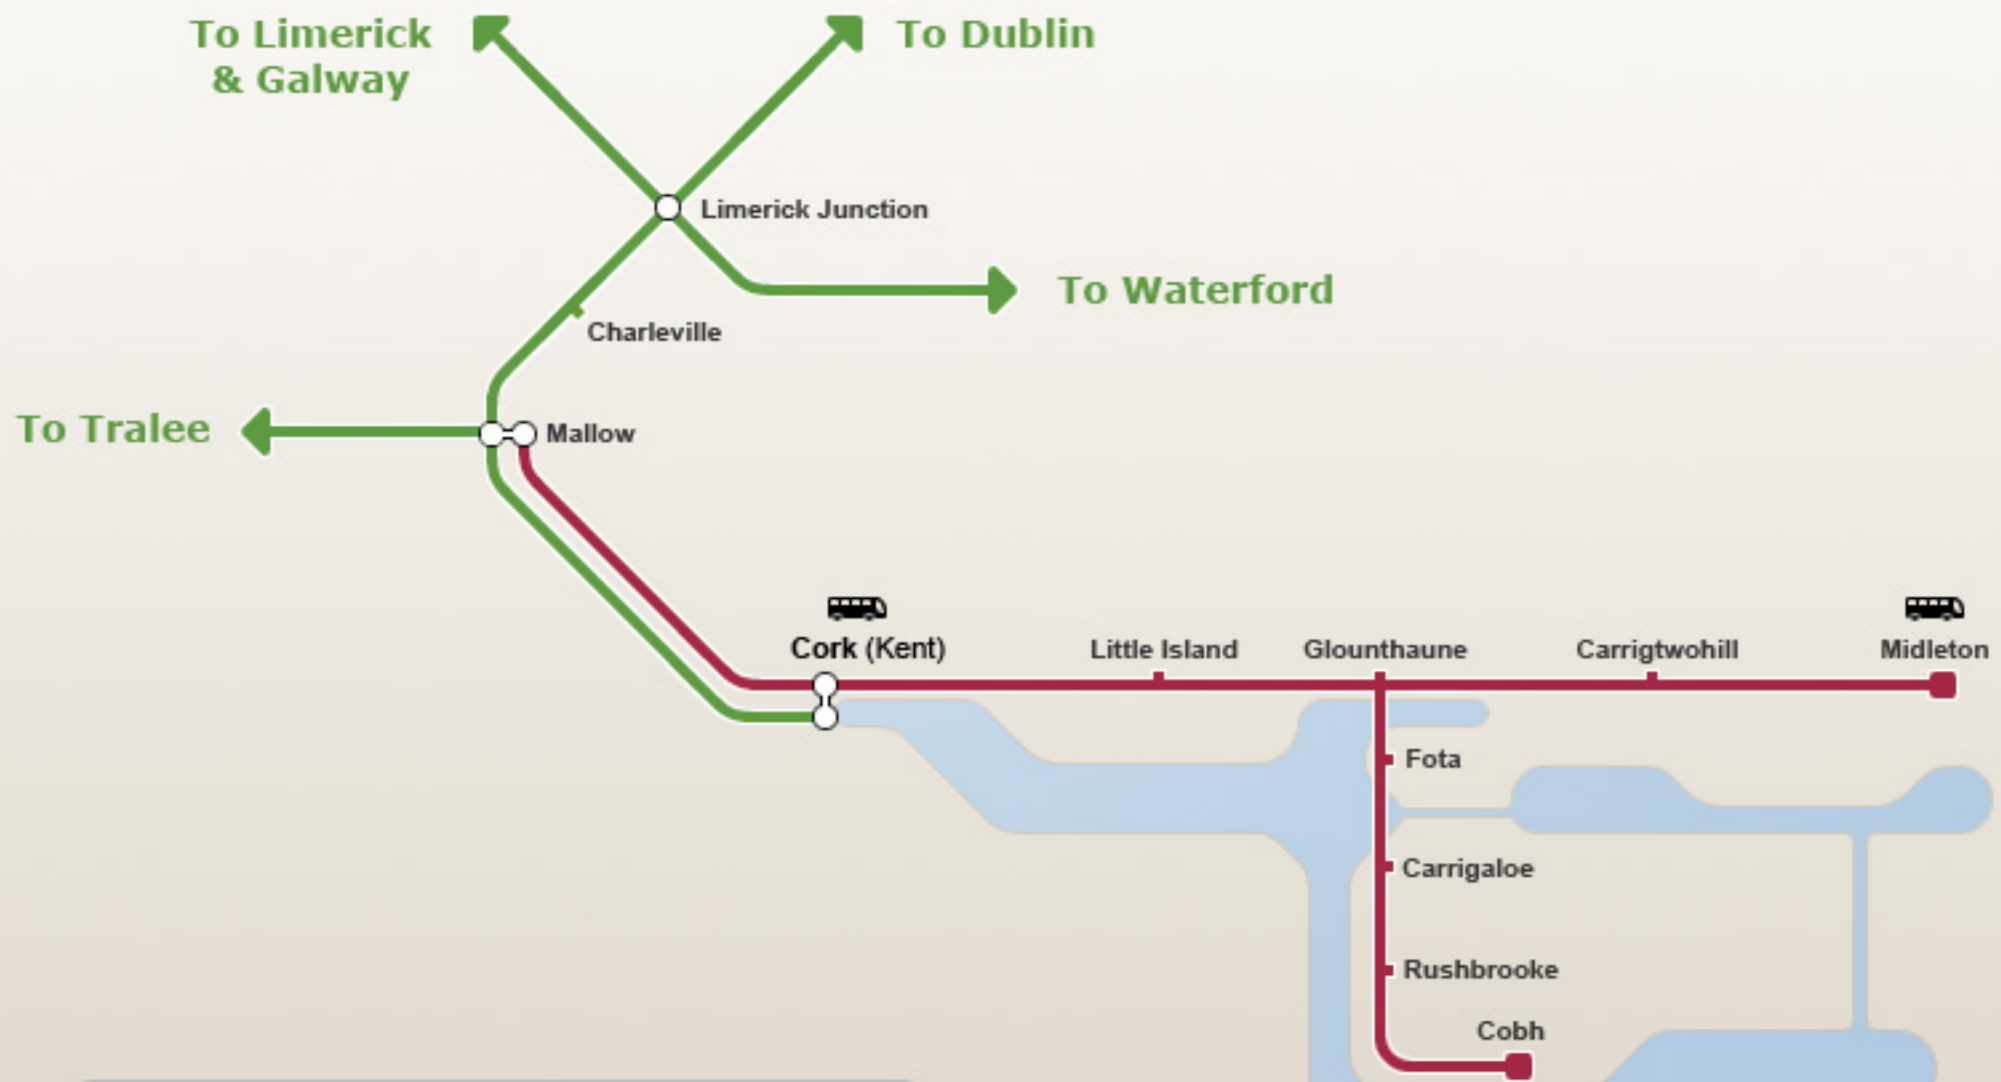 To Limerick
& Galway
To Dublin
Limerick Junction
To Waterford
Charleville
To Tralee
Mallow
Cork (Kent)
Little Island
Glounthaune
Carrigtwohill
Midleton
Fota
Carrigaloe
Rushbrooke
Cobh